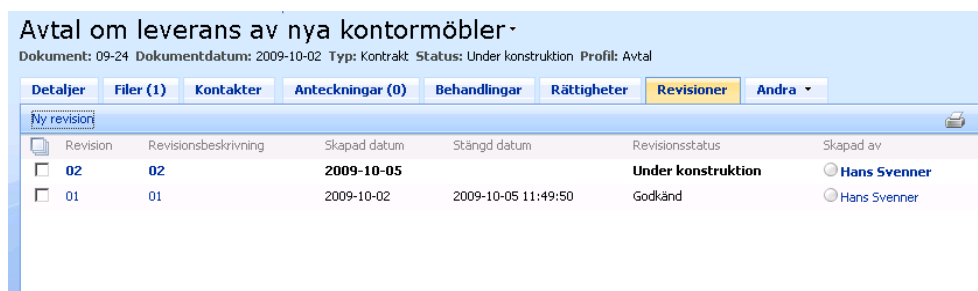 Avtal om leverans av nya kontormöbler
Dokument: 09-24 Dokumentdatum: 2009-10-02 Typ: Kontrakt Status: Under konstruktion Profil: Avtal
Detaljer Filer (1) Kontakter Anteckningar (0) Behandlingar Rättigheter Revisioner Andra
Ny revision
Revision Revisionsbeskrivning Skapad datum Stängd datum Revisionsstatus Skapad av
02 02 2009-10-05 Under konstruktion Hans Svenner
01 01 2009-10-02 2009-10-05 11:49:50 Godkänd Hans Svenner